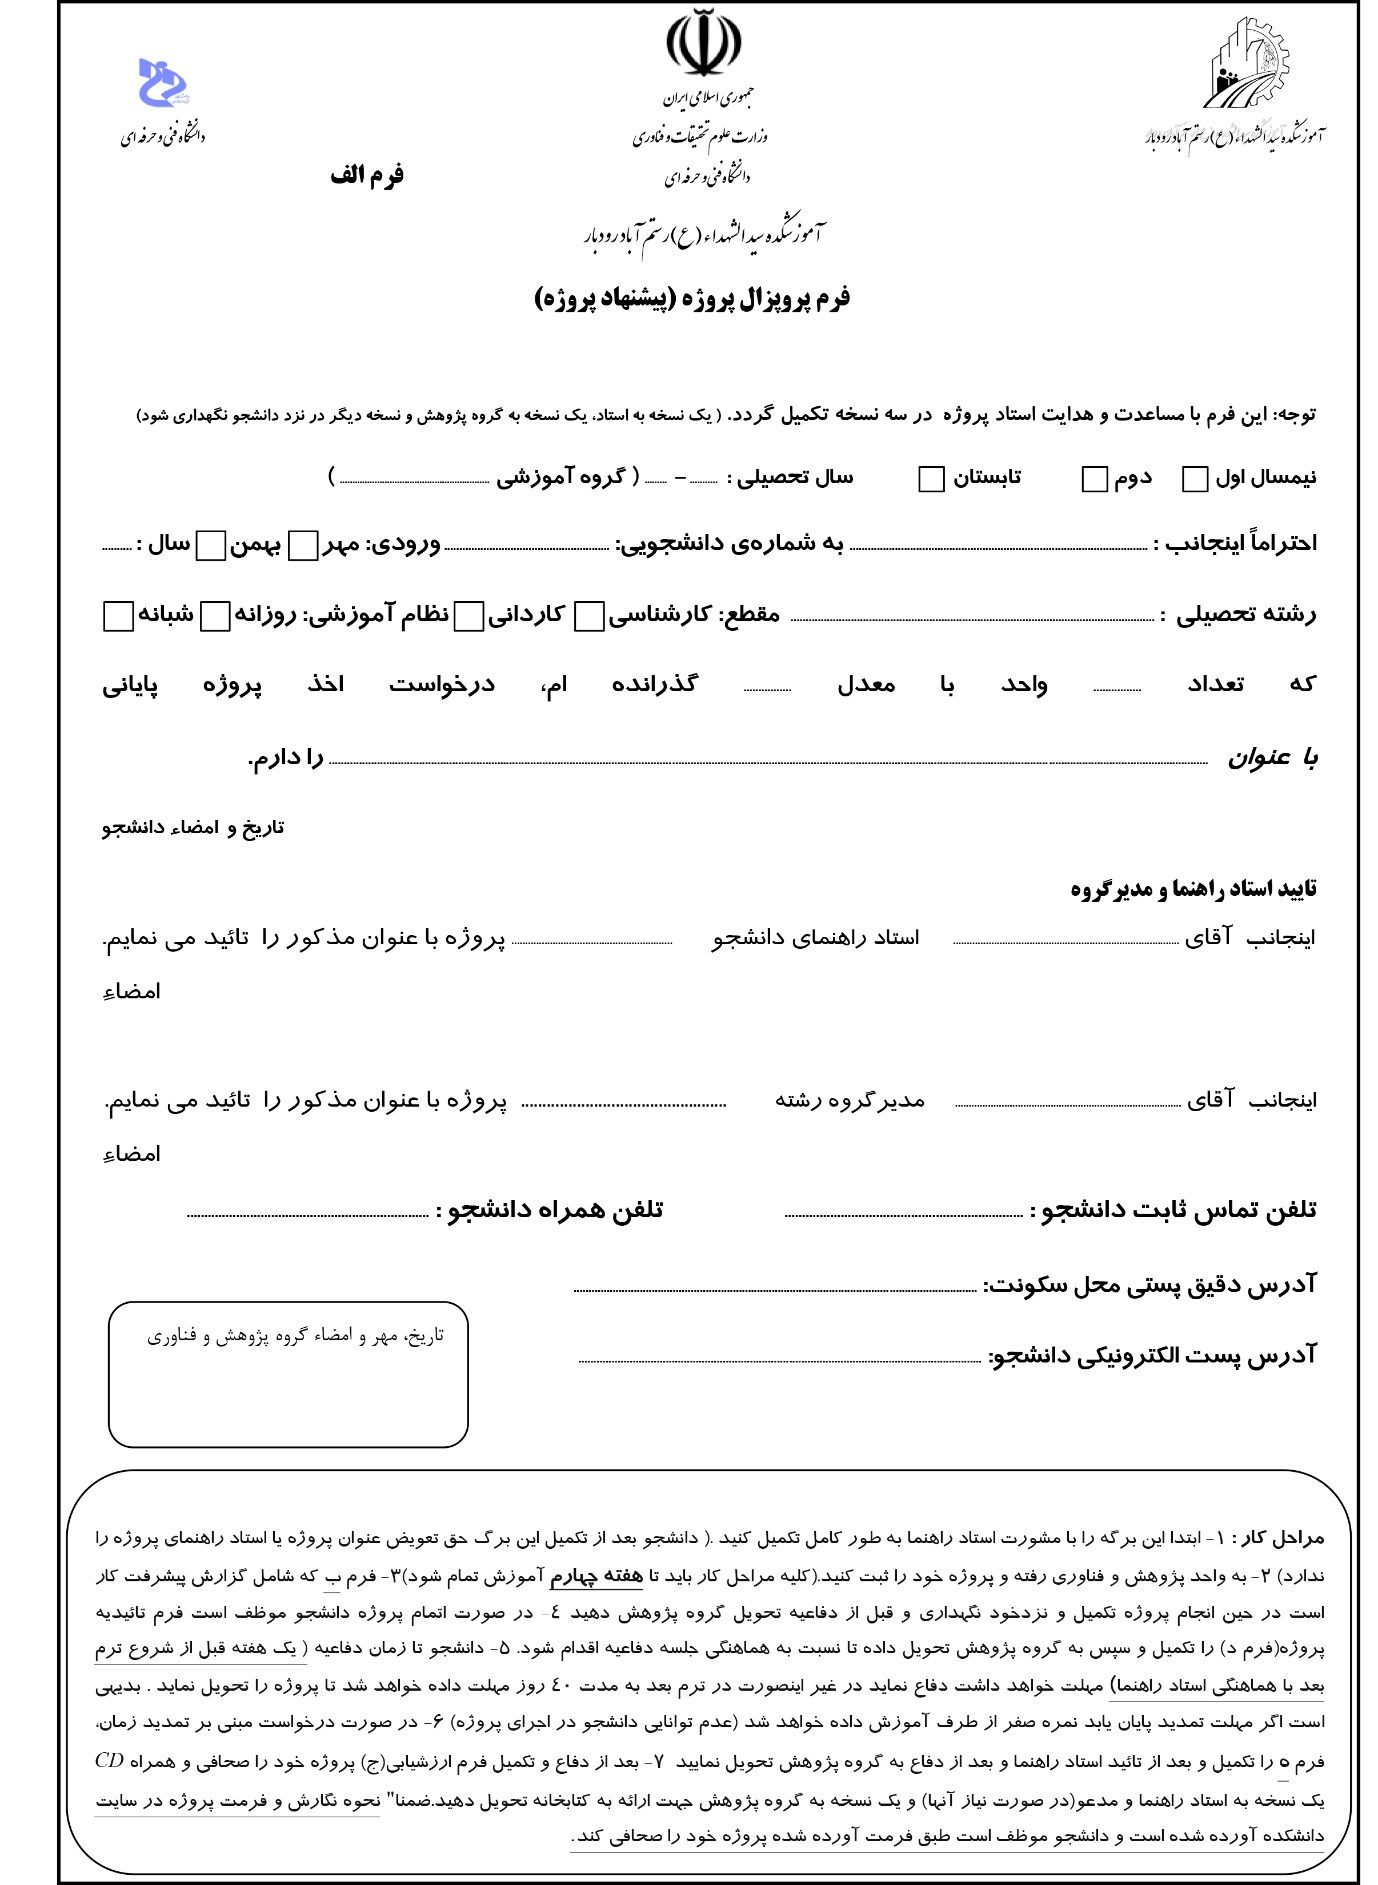 جمهوری اسلامی ایران
آموزشکده سیدالشهداء (ع) رستم آباد رودبار
وزارت علوم تحقیقات و فناوری
دانشگاه فنی و حرفه ای
دانشگاه فنی و حرفه ای
فرم الف
آموزشکده سید الشهداء (ع) رستم آباد رودبار
فرم پروپزال پروژه (پیشنهاد پروژه)
توجه: این فرم با مساعدت و هدایت استاد پروژه در سه نسخه تکمیل گردد. ( یک نسخه به استاد، یک نسخه به گروه پژوهش و نسخه دیگر در نزد دانشجو نگهداری شود)
نیمسال اول □ دوم □ تابستان □ سال تحصیلی : ........ – ...... ( گروه آموزشی ........................................ )
احتراماً اینجانب : ........................................ به شماره‌ی دانشجویی: ........................................ ورودی: مهر □ بهمن □ سال : ........
رشته تحصیلی : ........................................ مقطع: کارشناسی □ کاردانی □ نظام آموزشی: روزانه □ شبانه □
که تعداد ............ واحد با معدل ............ گذرانده ام، درخواست اخذ پروژه پایانی
با عنوان ........................................ را دارم.
تاریخ و امضاء دانشجو
تایید استاد راهنما و مدیرگروه
اینجانب آقای ........................................ استاد راهنمای دانشجو ........................................ پروژه با عنوان مذکور را تائید می نمایم.
امضاءِ
اینجانب آقای ........................................ مدیرگروه رشته ........................................ پروژه با عنوان مذکور را تائید می نمایم.
امضاءِ
تلفن تماس ثابت دانشجو : ........................................ تلفن همراه دانشجو : ........................................
آدرس دقیق پستی محل سکونت: ........................................
تاریخ، مهر و امضاء گروه پژوهش و فناوری
آدرس پست الکترونیکی دانشجو: ........................................
مراحل کار : ۱- ابتدا این برگه را با مشورت استاد راهنما به طور کامل تکمیل کنید .( دانشجو بعد از تکمیل این برگ حق تعویض عنوان پروژه یا استاد راهنمای پروژه را
ندارد) ۲- به واحد پژوهش و فناوری رفته و پروژه خود را ثبت کنید.(کلیه مراحل کار باید تا هفته چهارم آموزش تمام شود)۳- فرم ب که شامل گزارش پیشرفت کار
است در حین انجام پروژه تکمیل و نزدخود نگهداری و قبل از دفاعیه تحویل گروه پژوهش دهید ٤- در صورت اتمام پروژه دانشجو موظف است فرم تائیدیه
پروژه(فرم د) را تکمیل و سپس به گروه پژوهش تحویل داده تا نسبت به هماهنگی جلسه دفاعیه اقدام شود. ۵- دانشجو تا زمان دفاعیه ( یک هفته قبل از شروع ترم
بعد با هماهنگی استاد راهنما) مهلت خواهد داشت دفاع نماید در غیر اینصورت در ترم بعد به مدت ٤۰ روز مهلت داده خواهد شد تا پروژه را تحویل نماید . بدیهی
است اگر مهلت تمدید پایان یابد نمره صفر از طرف آموزش داده خواهد شد (عدم توانایی دانشجو در اجرای پروژه) ۶- در صورت درخواست مبنی بر تمدید زمان،
فرم ه را تکمیل و بعد از تائید استاد راهنما و بعد از دفاع به گروه پژوهش تحویل نمایید ۷- بعد از دفاع و تکمیل فرم ارزشیابی(ج) پروژه خود را صحافی و همراه CD
یک نسخه به استاد راهنما و مدعو(در صورت نیاز آنها) و یک نسخه به گروه پژوهش جهت ارائه به کتابخانه تحویل دهید.ضمنا" نحوه نگارش و فرمت پروژه در سایت
دانشکده آورده شده است و دانشجو موظف است طبق فرمت آورده شده پروژه خود را صحافی کند.